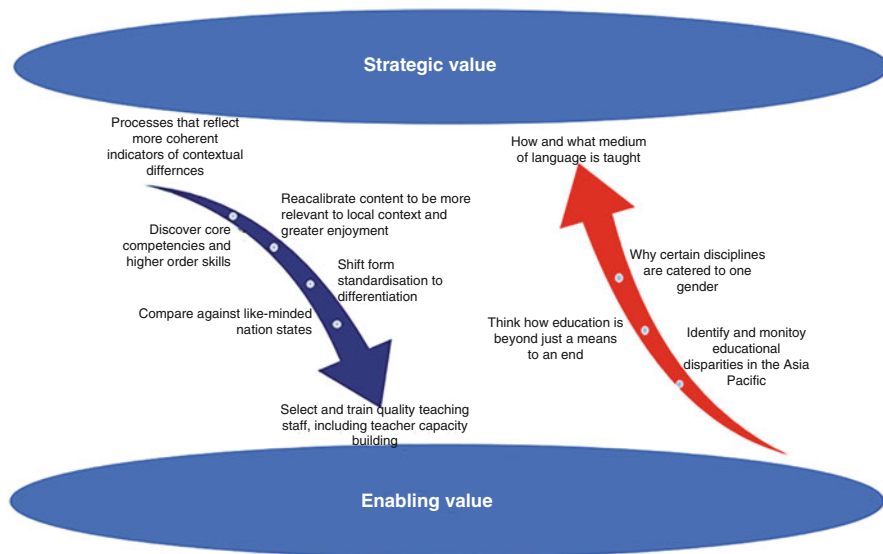 Strategic value
Processes that reflect
more coherent
indicators of contextual
differnces
Reacalibrate content to be more
relevant to local context and
greater enjoyment
Discover core
competencies and
higher order skills
Shift form
standardisation to
differentiation
Compare against like-minded
nation states
Select and train quality teaching
staff, including teacher capacity
building
How and what medium
of language is taught
Why certain disciplines
are catered to one
gender
Think how education is
beyond just a means
to an end
Identify and monitoy
educational
disparities in the Asia
Pacific
Enabling value